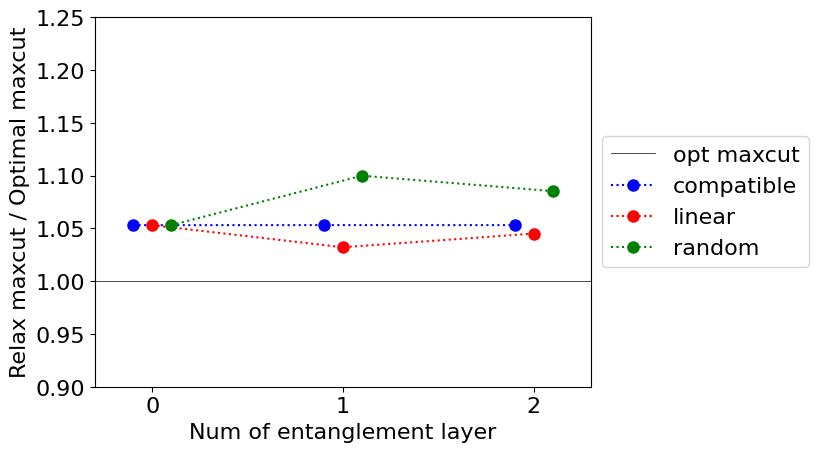 Relax maxcut / Optimal maxcut
1.25
1.20
1.15
1.10
1.05
1.00
0.95
0.90
0
1
2
Num of entanglement layer
opt maxcut
compatible
linear
random